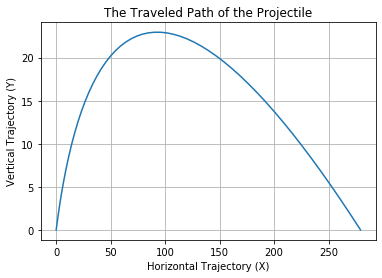 The Traveled Path of the Projectile
Vertical Trajectory (Y)
20
15
10
5
0
0 50 100 150 200 250
Horizontal Trajectory (X)